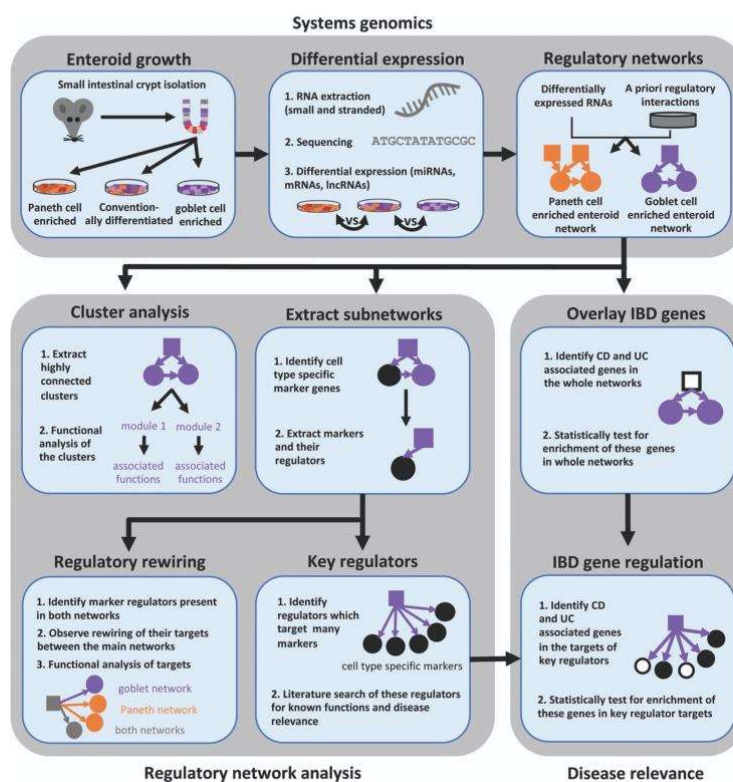 Systems genomics
Enteroid growth
Small intestinal crypt isolation
Paneth cell
enriched
Convention-
ally differentiated
goblet cell
enriched
Differential expression
1. RNA extraction
(small and stranded)
2. Sequencing
ATGCTATATGCGC
3. Differential expression (miRNAs,
mRNAs, lncRNAs)
VS
VS
Regulatory networks
Differentially
expressed RNAs
A priori regulatory
interactions
Paneth cell
enriched enteroid
network
Goblet cell
enriched enteroid
network
Cluster analysis
1. Extract
highly
connected
clusters
2. Functional
analysis of
the clusters
module 1
module 2
associated
functions
associated
functions
Extract subnetworks
1. Identify cell
type specific
marker genes
2. Extract markers
and their
regulators
Overlay IBD genes
1. Identify CD and UC
associated genes in
the whole networks
2. Statistically test for
enrichment of these genes
in whole networks
Regulatory rewiring
1. Identify marker regulators present
in both networks
2. Observe rewiring of their targets
between the main networks
3. Functional analysis of targets
goblet network
Paneth network
both networks
Key regulators
1. Identify
regulators which
target many
markers
cell type specific markers
2. Literature search of these regulators
for known functions and disease
relevance
IBD gene regulation
1. Identify CD
and UC
associated genes
in the targets of
key regulators
2. Statistically test for enrichment of
these genes in key regulator targets
Regulatory network analysis
Disease relevance